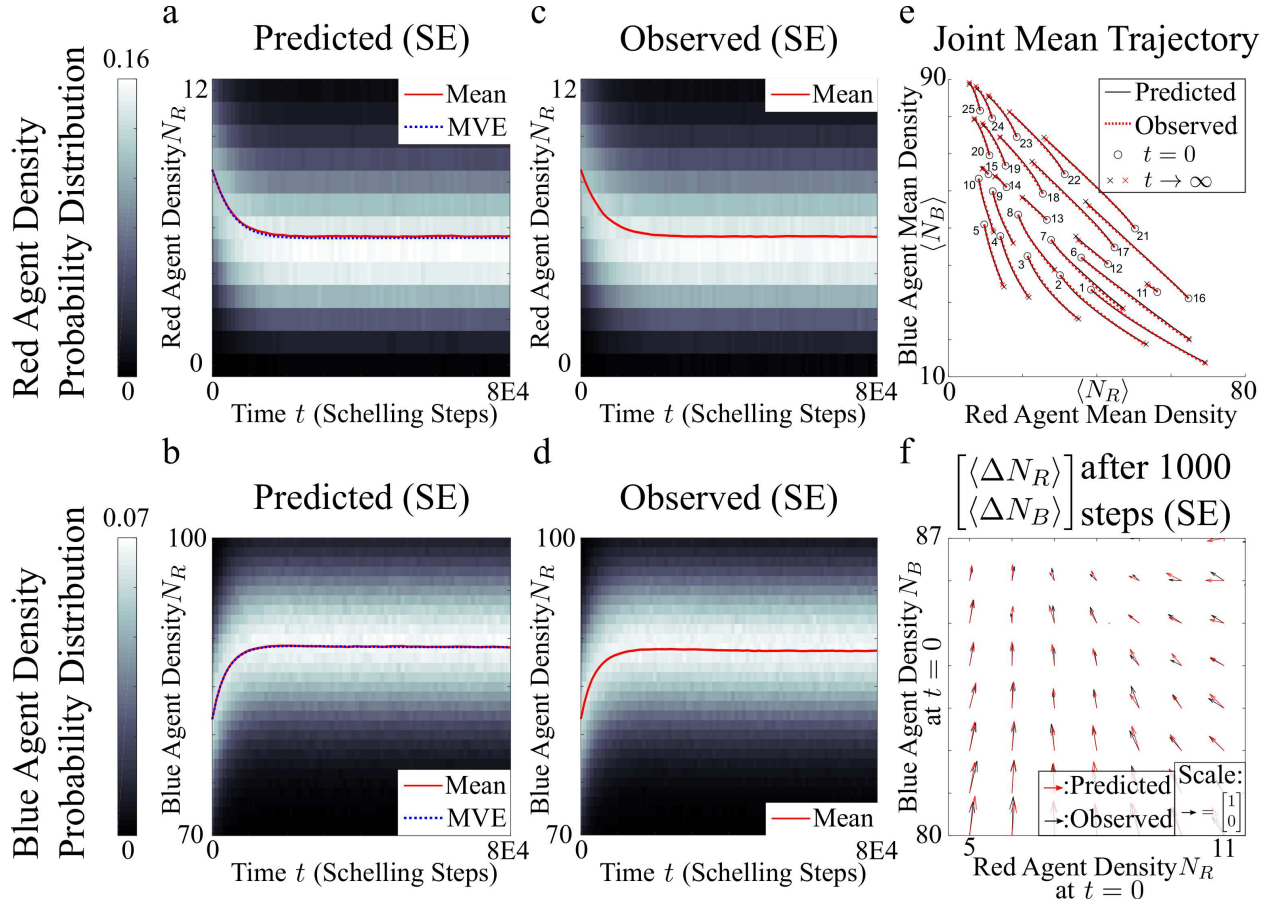 a
Predicted (SE)
c
Observed (SE)
e
Joint Mean Trajectory
Red Agent Density
Probability Distribution
0.16
0
Red Agent Density N_R
12
0
Mean
MVE
0
8E4
Time t (Schelling Steps)
Red Agent Density N_R
12
0
Mean
0
8E4
Time t (Schelling Steps)
Blue Agent Mean Density
⟨N_B⟩
90
10
Predicted
Observed
t = 0
t → ∞
25
24
23
22
20
19
18
15
14
13
10
9
8
7
5
4
3
2
6
1
12
11
17
21
16
0
⟨N_R⟩
80
Red Agent Mean Density
b
Predicted (SE)
d
Observed (SE)
f
[⟨ΔN_R⟩ ⟨ΔN_B⟩] after 1000
steps (SE)
Blue Agent Density
Probability Distribution
0.07
0
Blue Agent Density N_R
100
70
Mean
MVE
0
8E4
Time t (Schelling Steps)
Blue Agent Density N_R
100
70
Mean
0
8E4
Time t (Schelling Steps)
Blue Agent Density N_B
at t = 0
87
80
:Predicted
:Observed
Scale:
= [1 0]
5
11
Red Agent Density N_R
at t = 0